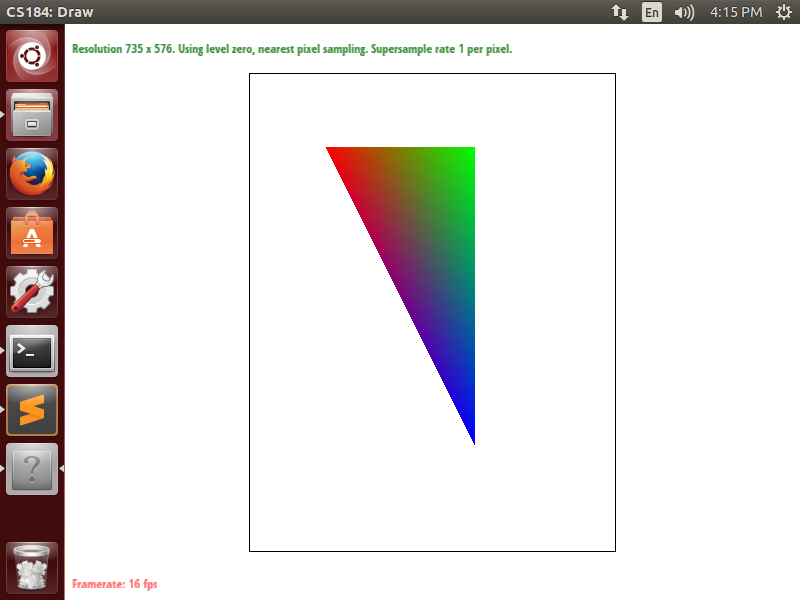 CS184: Draw
En
4:15 PM
Resolution 735 x 576. Using level zero, nearest pixel sampling. Supersample rate 1 per pixel.
Framerate: 16 fps